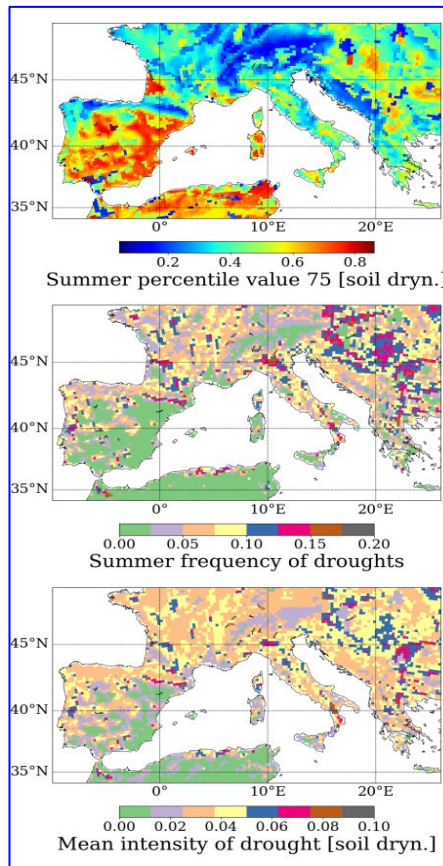 45°N
40°N
35°N
0° 10°E 20°E
0.2 0.4 0.6 0.8
Summer percentile value 75 [soil dryn.]
45°N
40°N
35°N
0° 10°E 20°E
0.00 0.05 0.10 0.15 0.20
Summer frequency of droughts
45°N
40°N
35°N
0° 10°E 20°E
0.00 0.02 0.04 0.06 0.08 0.10
Mean intensity of drought [soil dryn.]